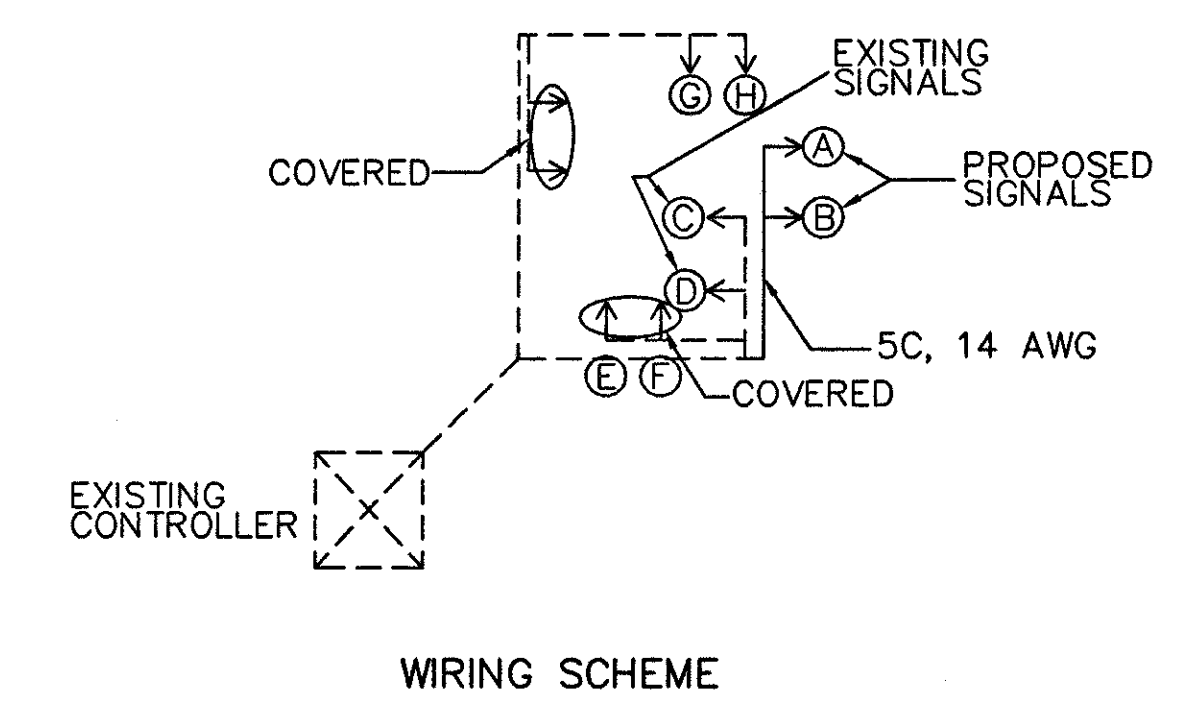 EXISTING
SIGNALS
G
H
A
PROPOSED
SIGNALS
COVERED
C
B
D
5C, 14 AWG
E
F
COVERED
EXISTING
CONTROLLER
WIRING SCHEME